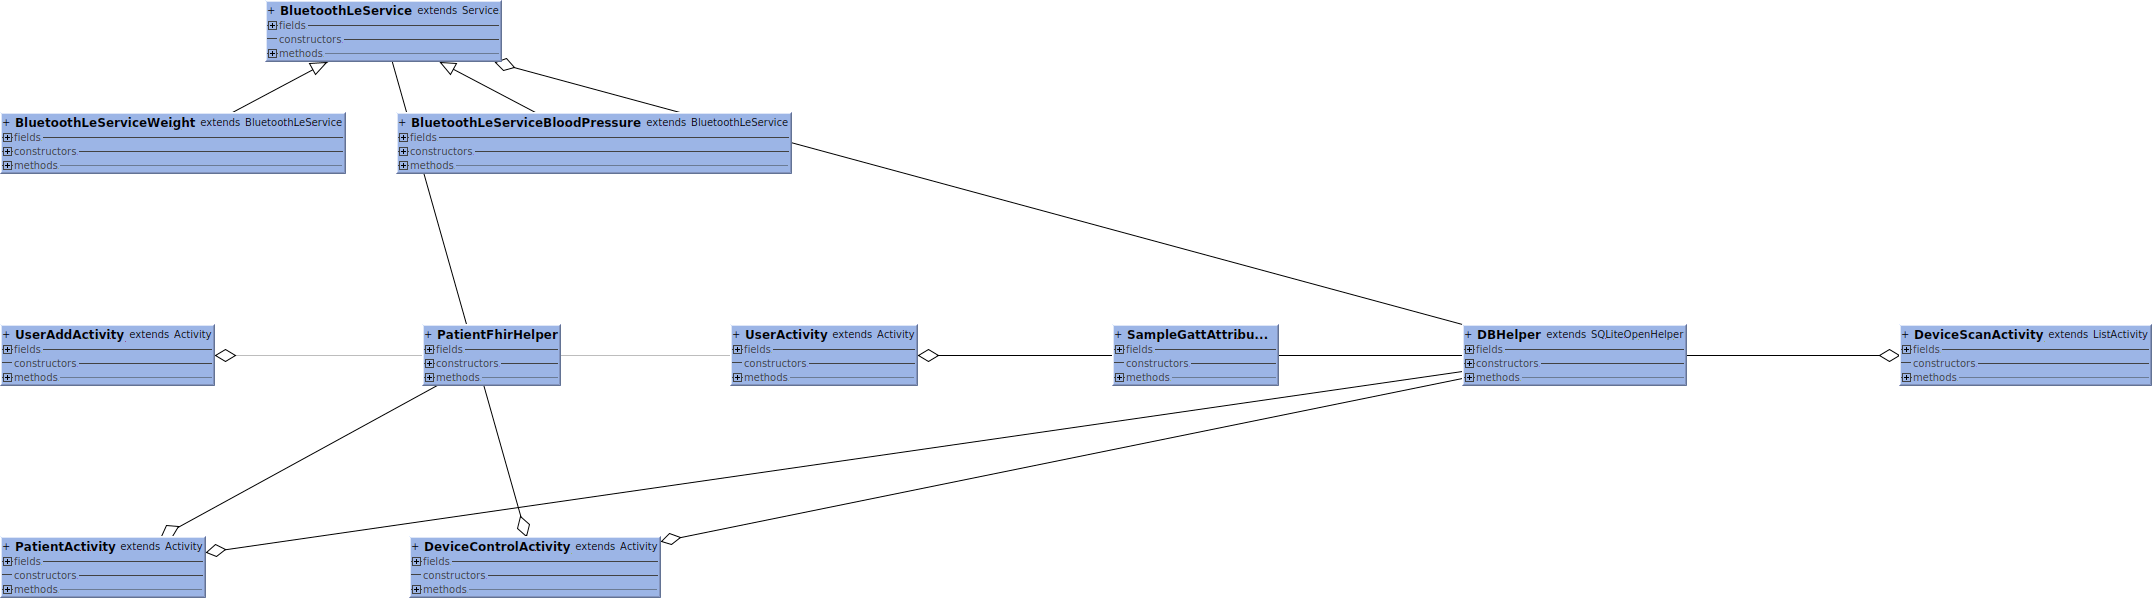 + BluetoothLeService extends Service
fields
constructors
methods
+ BluetoothLeServiceWeight extends BluetoothLeService
fields
constructors
methods
+ BluetoothLeServiceBloodPressure extends BluetoothLeService
fields
constructors
methods
+ UserAddActivity extends Activity
fields
constructors
methods
+ PatientFhirHelper
fields
constructors
methods
+ UserActivity extends Activity
fields
constructors
methods
+ SampleGattAttribu...
fields
constructors
methods
+ DBHelper extends SQLiteOpenHelper
fields
constructors
methods
+ DeviceScanActivity extends ListActivity
fields
constructors
methods
+ PatientActivity extends Activity
fields
constructors
methods
+ DeviceControlActivity extends Activity
fields
constructors
methods